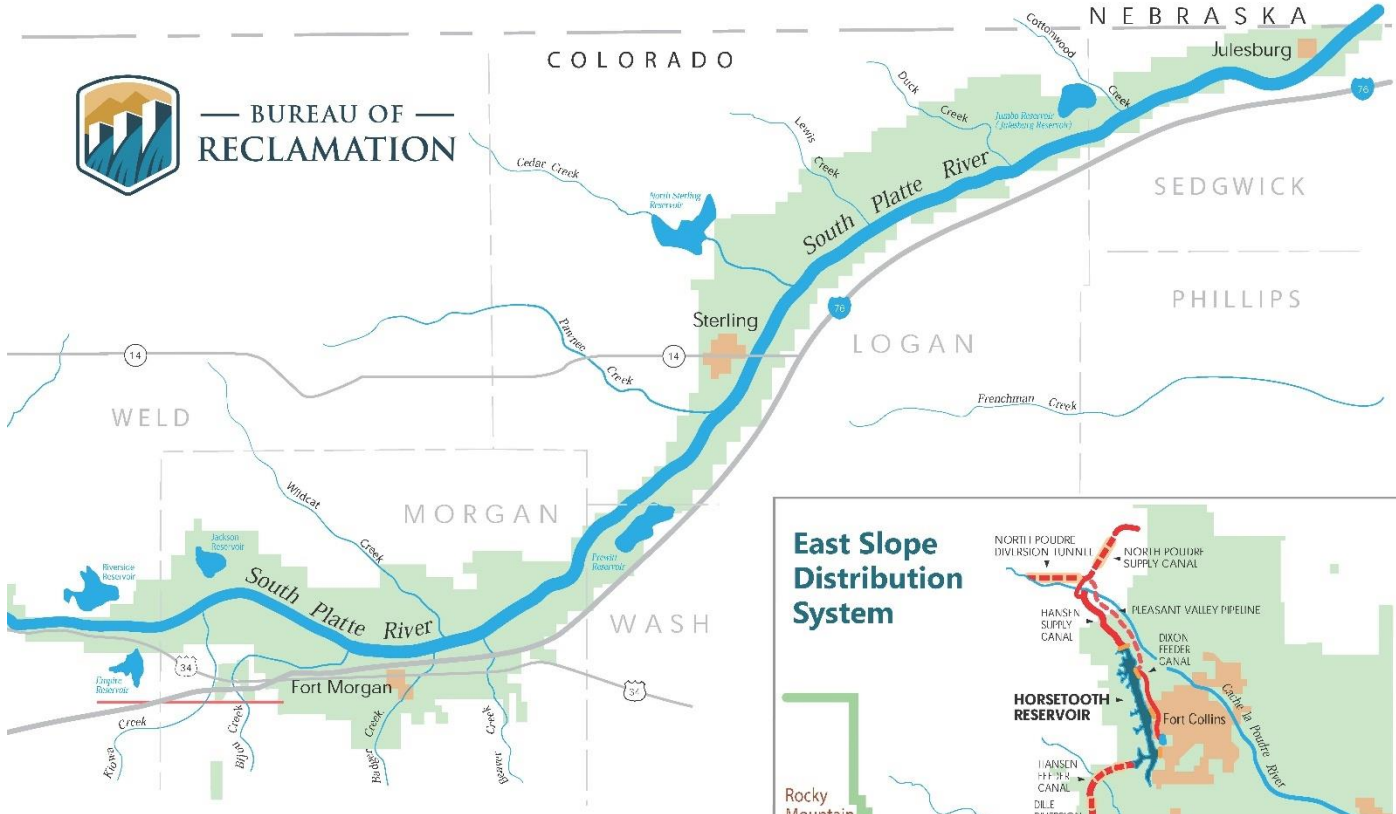 NEBRASKA
COLORADO
Julesburg
Cottonwood
Creek
76
BUREAU OF
RECLAMATION
Duck
Creek
Jumbo Reservoir
(Julesburg Reservoir)
Lewis
Creek
Cedar Creek
North Sterling
Reservoir
South Platte River
SEDGWICK
PHILLIPS
Sterling
76
LOGAN
14
14
Pawnee
Creek
Frenchman Creek
WELD
Wildcat
Creek
MORGAN
Jackson
Reservoir
Riverside
Reservoir
Prewitt
Reservoir
South Platte River
WASH
34
Empire
Reservoir
Fort Morgan
34
Kiowa
Creek
Bijou Creek
Badger Creek
Beaver Creek
East Slope
Distribution
System
NORTH POUDRE
DIVERSION TUNNEL
NORTH POUDRE
SUPPLY CANAL
PLEASANT VALLEY PIPELINE
HANSEN
SUPPLY
CANAL
DIXON
FEEDER
CANAL
HORSETOOTH
RESERVOIR
Fort Collins
Cache la Poudre River
HANSEN
FEEDER
CANAL
DILLE
Rocky
Mountain